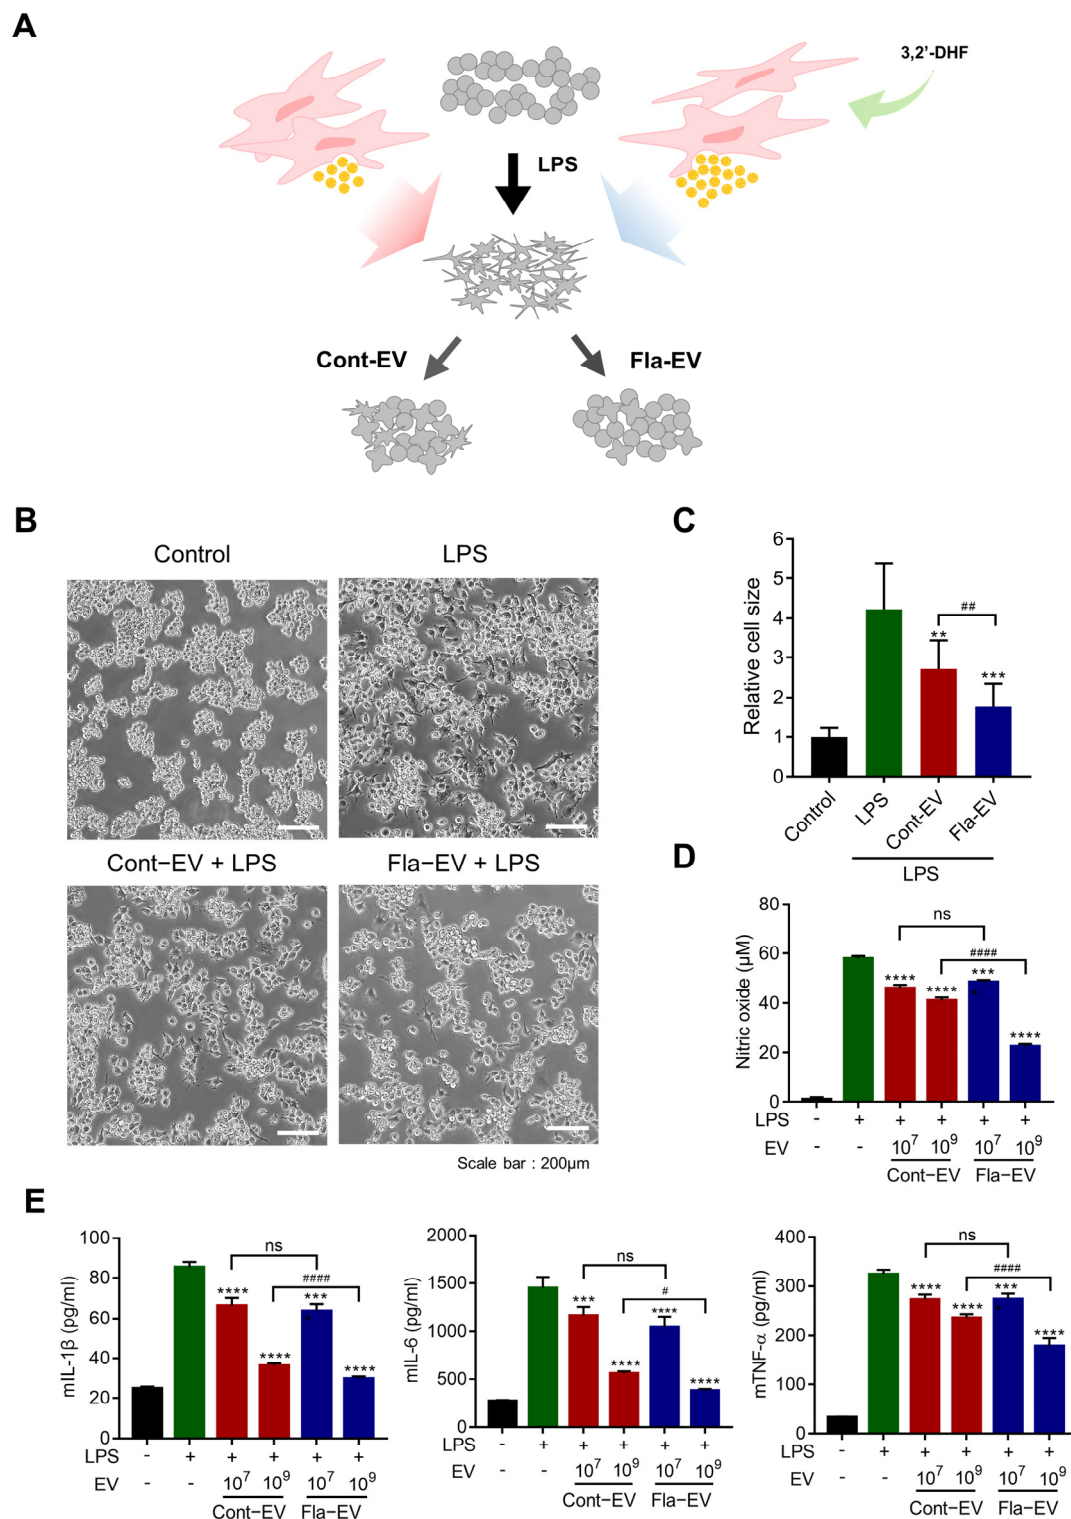 A
3,2'-DHF
LPS
Cont-EV
Fla-EV
B
Control
LPS
Cont−EV + LPS
Fla−EV + LPS
Scale bar : 200μm
C
Relative cell size
6
5
4
3
2
1
0
**
##
***
Control
LPS
Cont-EV
Fla-EV
LPS
D
Nitric oxide (μM)
80
60
40
20
0
ns
####
****
****
***
*
****
LPS - + + + + +
EV - - 10⁷ 10⁹ 10⁷ 10⁹
Cont−EV Fla−EV
E
mIL-1β (pg/ml)
100
80
60
40
20
0
ns
####
****
****
***
*
****
LPS - + + + + +
EV - - 10⁷ 10⁹ 10⁷ 10⁹
Cont−EV Fla−EV
mIL-6 (pg/ml)
2000
1500
1000
500
0
ns
#
***
****
****
****
LPS - + + + + +
EV - - 10⁷ 10⁹ 10⁷ 10⁹
Cont−EV Fla−EV
mTNF-α (pg/ml)
400
300
200
100
0
ns
####
****
****
***
*
****
LPS - + + + + +
EV - - 10⁷ 10⁹ 10⁷ 10⁹
Cont−EV Fla−EV